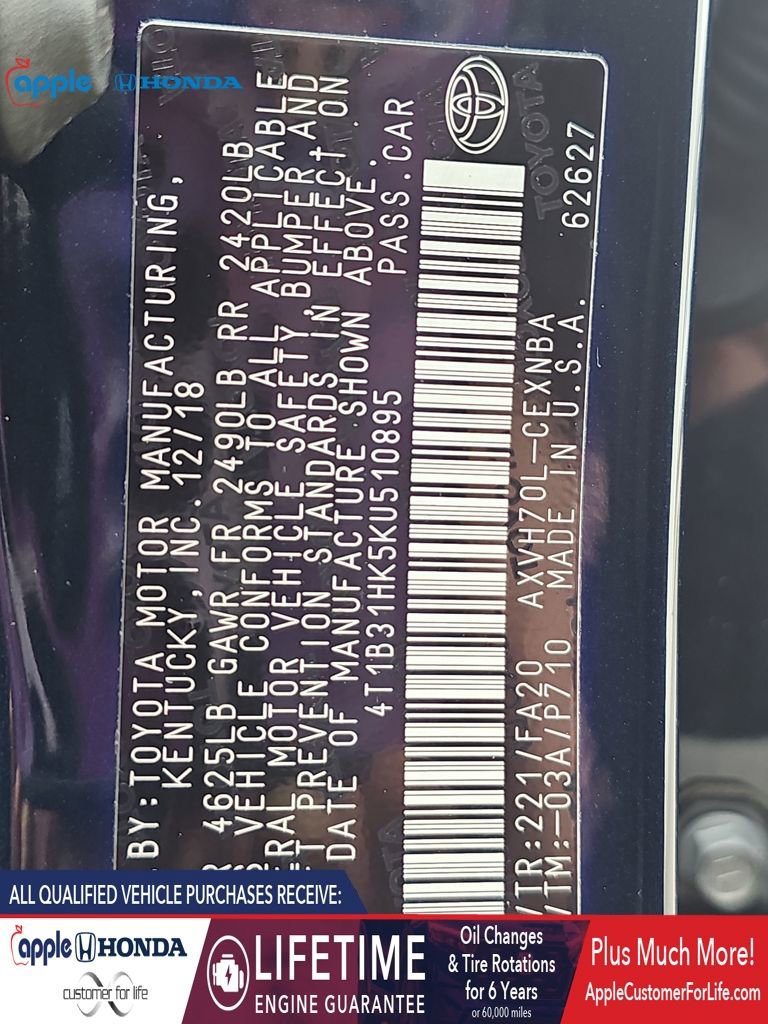 apple HONDA
BY:TOYOTA MOTOR MANUFACTURING,
KENTUCKY, INC. 12/18
4625LB GAWR FR 2490LB RR 2420LB
VEHICLE CONFORMS TO ALL APPLICABLE
MOTOR VEHICLE SAFETY, BUMPER AND
PREVENTION STANDARDS IN EFFECT ON
DATE OF MANUFACTURE SHOWN ABOVE.
4T1B31HK5KU510895 PASS.CAR
TOYOTA
/TR:221/FA20 AXVH70L-CEXNBA
/TM:-03A/P710 MADE IN U.S.A. 62627
ALL QUALIFIED VEHICLE PURCHASES RECEIVE:
apple HONDA
customer for life
LIFETIME
ENGINE GUARANTEE
Oil Changes
& Tire Rotations
for 6 Years
or 60,000 miles
Plus Much More!
AppleCustomerForLife.com